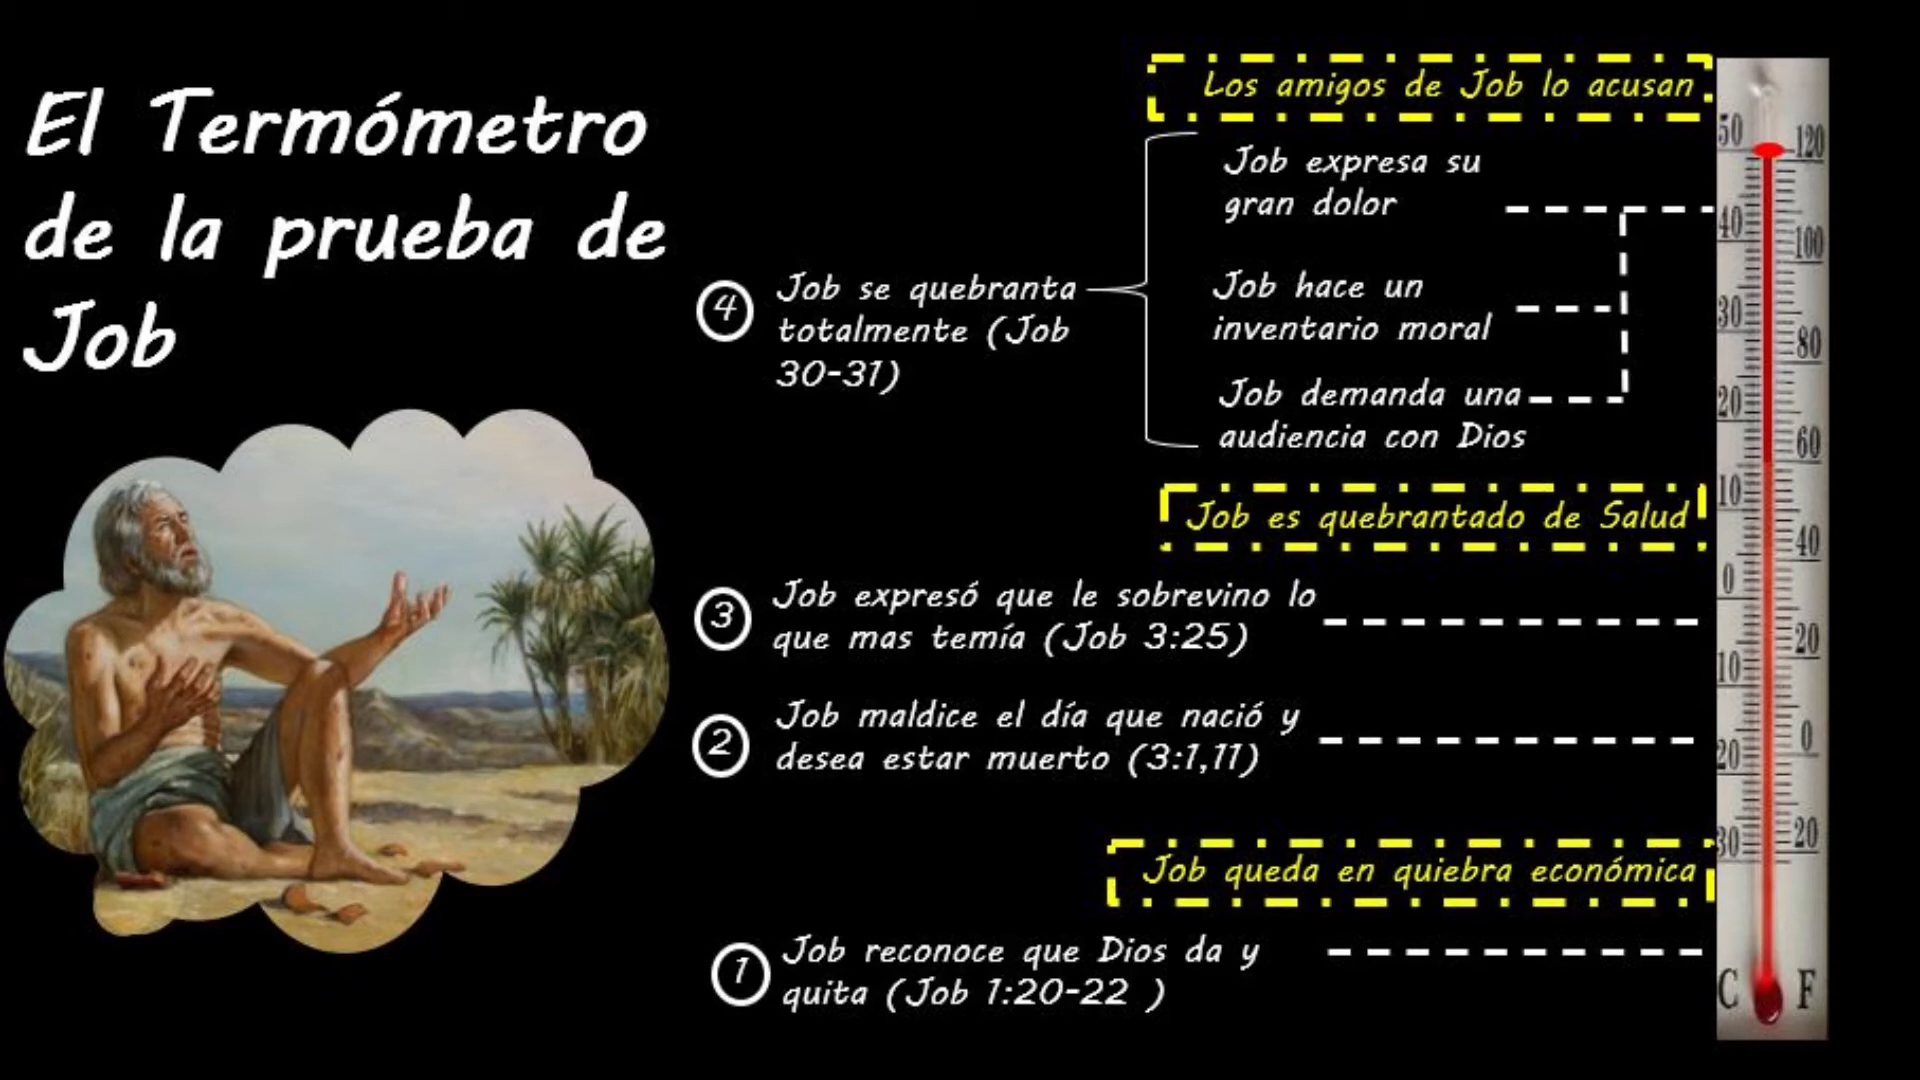 El Termómetro
de la prueba de
Job
Los amigos de Job lo acusan
Job expresa su
gran dolor
4
Job se quebranta
totalmente (Job
30-31)
Job hace un
inventario moral
Job demanda una
audiencia con Dios
Job es quebrantado de Salud
3
Job expresó que le sobrevino lo
que mas temía (Job 3:25)
2
Job maldice el día que nació y
desea estar muerto (3:1,11)
Job queda en quiebra económica
1
Job reconoce que Dios da y
quita (Job 1:20-22 )
50 120
40 100
30 80
20 60
10 40
0 20
10 0
20 20
30
C F